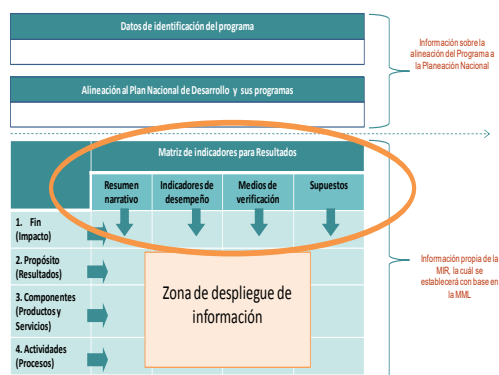 Datos de identificación del programa
Información sobre la
alineación del Programa a
la Planeación Nacional
Alineación al Plan Nacional de Desarrollo y sus programas
Matriz de indicadores para Resultados
Resumen
narrativo
Indicadores de
desempeño
Medios de
verificación
Supuestos
1. Fin
(Impacto)
2. Propósito
(Resultados)
3. Componentes
(Productos y
Servicios)
4. Actividades
(Procesos)
Zona de despliegue de
información
Información propia de la
MIR, la cuál se
establecerá con base en
la MML